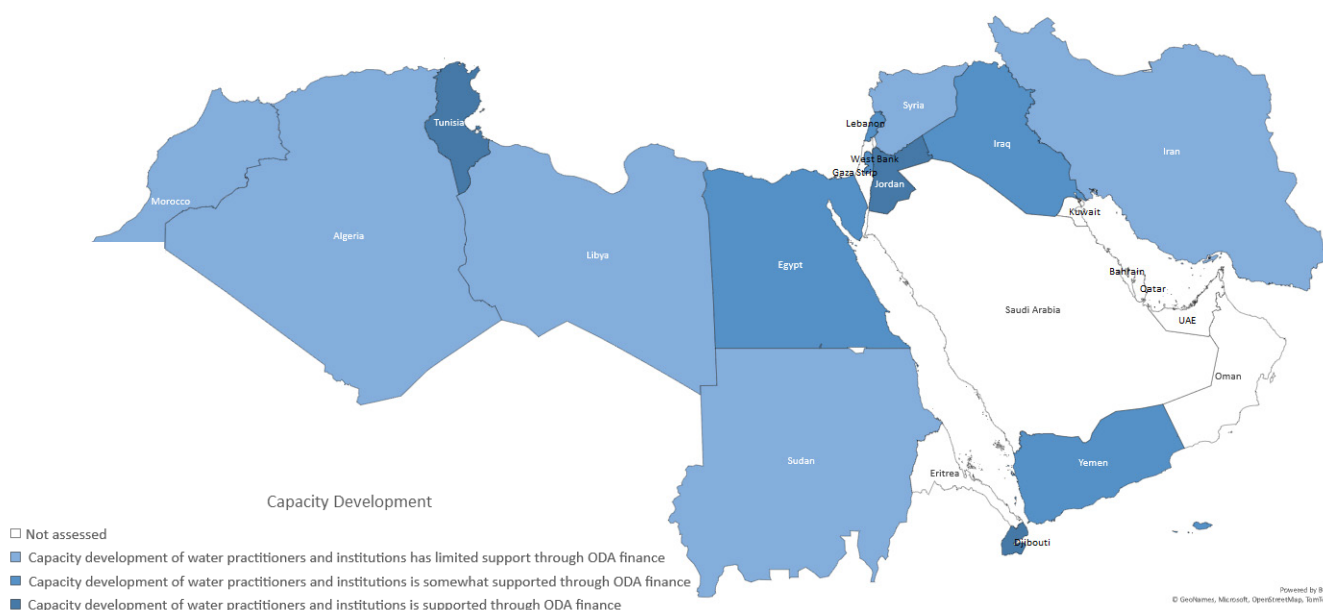 Syria
Lebanon
Tunisia
Iraq
West Bank
Iran
Gaza Strip
Jordan
Morocco
Kuwait
Algeria
Libya
Egypt
Bahrain
Qatar
Saudi Arabia
UAE
Oman
Sudan
Yemen
Eritrea
Djibouti
Capacity Development
Not assessed
Capacity development of water practitioners and institutions has limited support through ODA finance
Capacity development of water practitioners and institutions is somewhat supported through ODA finance
Capacity development of water practitioners and institutions is supported through ODA finance
Powered by
© GeoNames, Microsoft, OpenStreetMap,